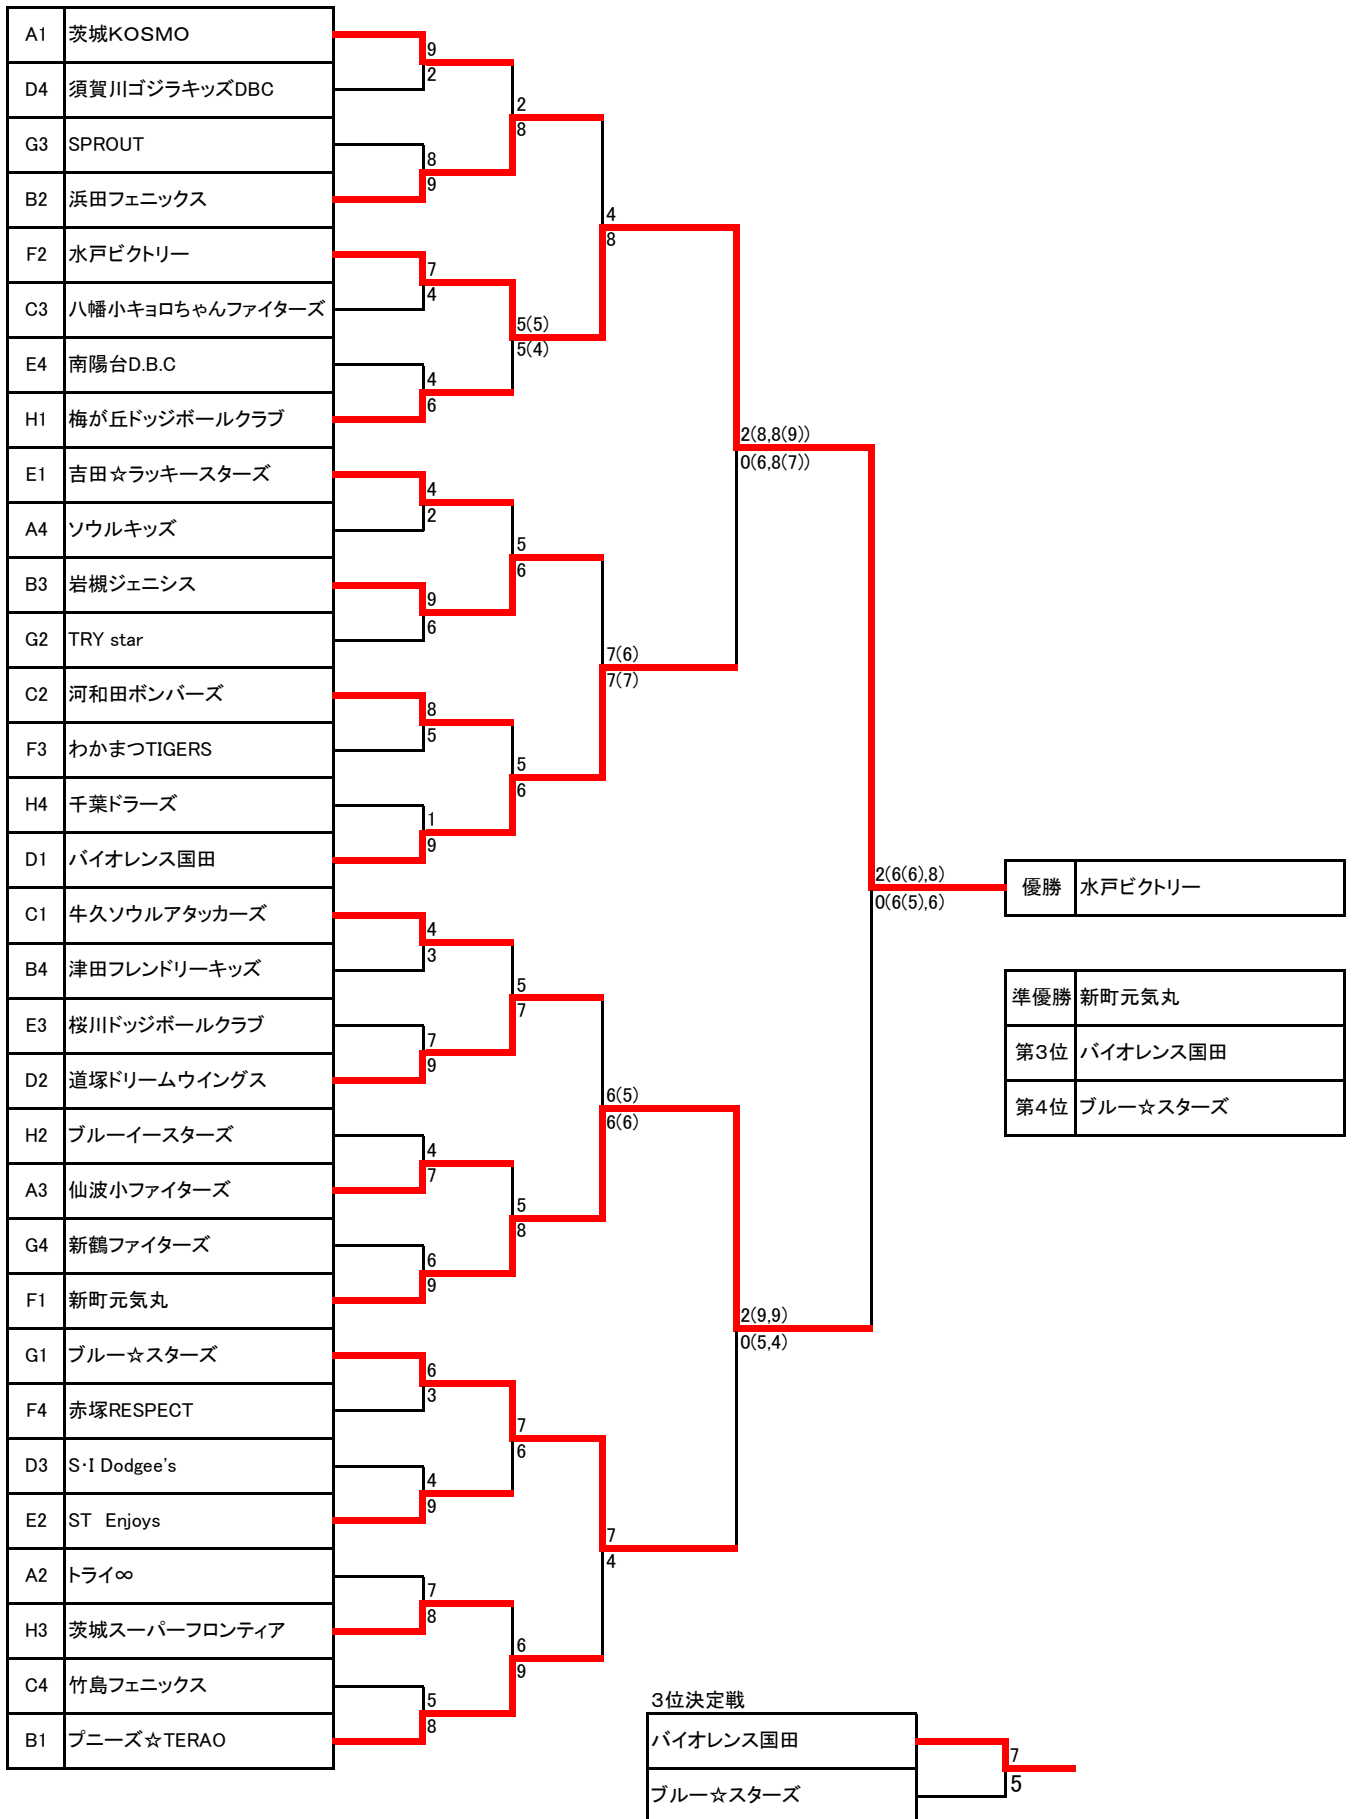 A1 茨城KOSMO
D4 須賀川ゴジラキッズDBC
G3 SPROUT
B2 浜田フェニックス
F2 水戸ビクトリー
C3 八幡小キョロちゃんファイターズ
E4 南陽台D.B.C
H1 梅が丘ドッジボールクラブ
E1 吉田☆ラッキースターズ
A4 ソウルキッズ
B3 岩槻ジェニシス
G2 TRY star
C2 河和田ボンバーズ
F3 わかまつTIGERS
H4 千葉ドラーズ
D1 バイオレンス国田
C1 牛久ソウルアタッカーズ
B4 津田フレンドリーキッズ
E3 桜川ドッジボールクラブ
D2 道塚ドリームウイングス
H2 ブルーイースターズ
A3 仙波小ファイターズ
G4 新鶴ファイターズ
F1 新町元気丸
G1 ブルー☆スターズ
F4 赤塚RESPECT
D3 S・I Dodgee's
E2 ST Enjoys
A2 トライ∞
H3 茨城スーパーフロンティア
C4 竹島フェニックス
B1 プニーズ☆TERAO
9
2
8
9
7
4
4
6
4
2
9
6
8
5
1
9
4
3
7
9
4
7
6
9
6
3
4
9
7
8
5
8
2
8
5(5)
5(4)
5
6
5
6
5
7
5
8
7
6
6
9
4
8
7(6)
7(7)
6(5)
6(6)
7
4
2(8,8(9))
0(6,8(7))
2(9,9)
0(5,4)
2(6(6),8)
0(6(5),6)
優勝 水戸ビクトリー
準優勝 新町元気丸
第3位 バイオレンス国田
第4位 ブルー☆スターズ
3位決定戦
バイオレンス国田
ブルー☆スターズ
7
5